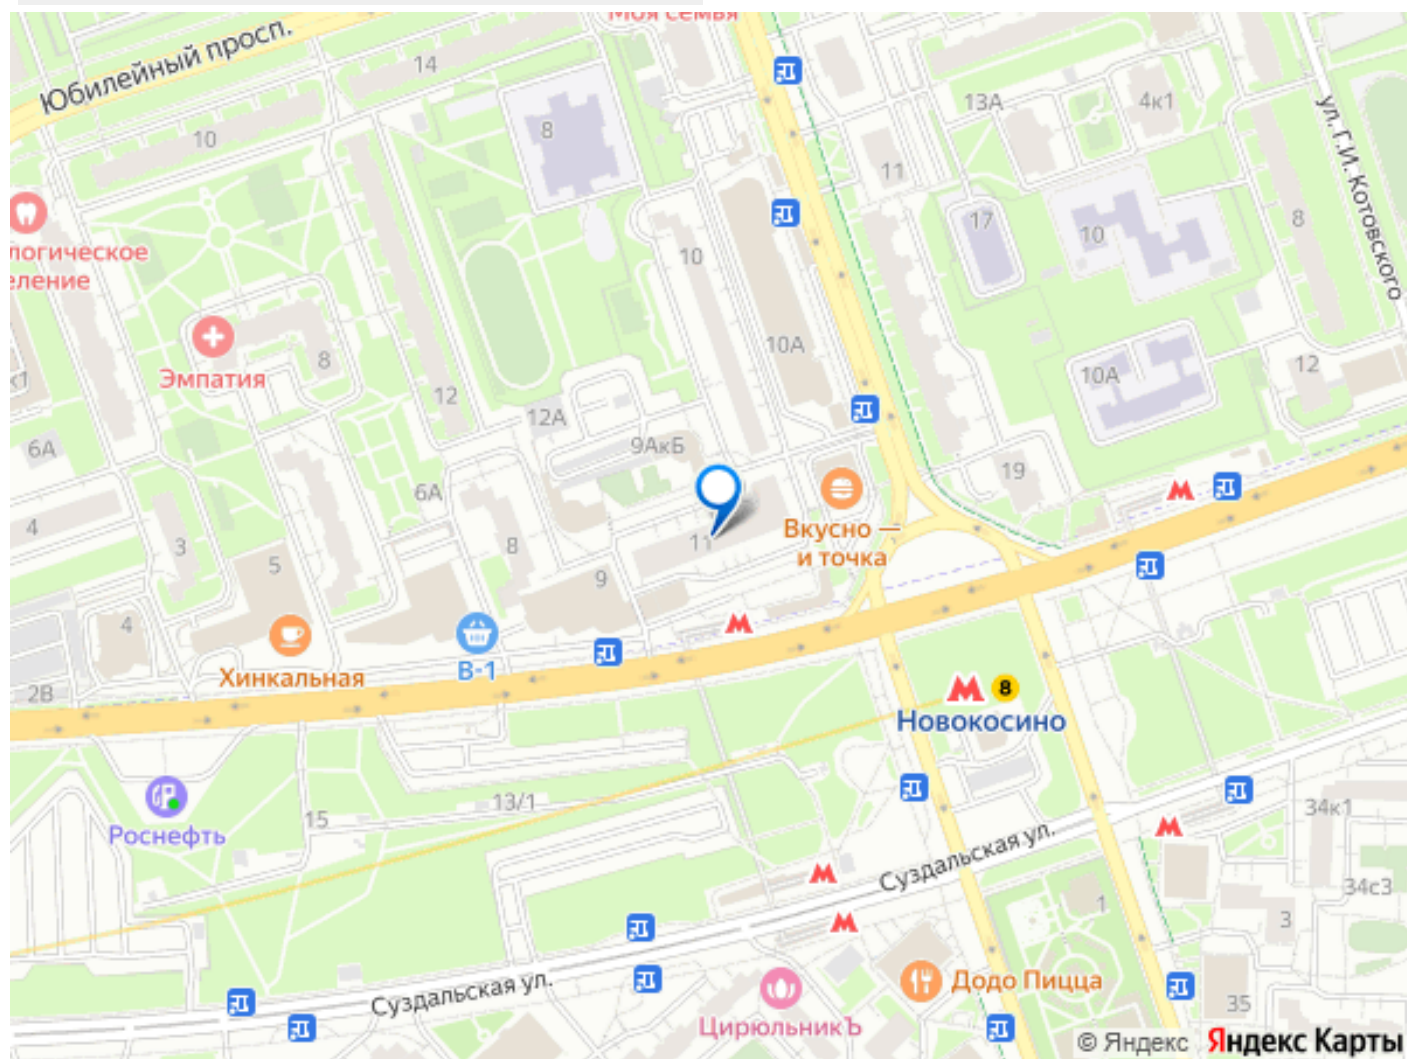 Моя семья
Юбилейный просп.
14
10
8
13А
4к1
ул. Г.И. Котовского
11
17
10
8
логическое
еление
10
Эмпатия
8
к1
10А
10А
12
12
12А
9АкБ
6А
6А
19
Вкусно —
и точка
4
3
5
8
11
9
4
Хинкальная
В-1
2В
8
Новокосино
Роснефть
15
13/1
34к1
Суздальская ул.
34с3
1
3
Додо Пицца
Суздальская ул.
ЦирюльникЪ
35
© Яндекс Яндекс Карты